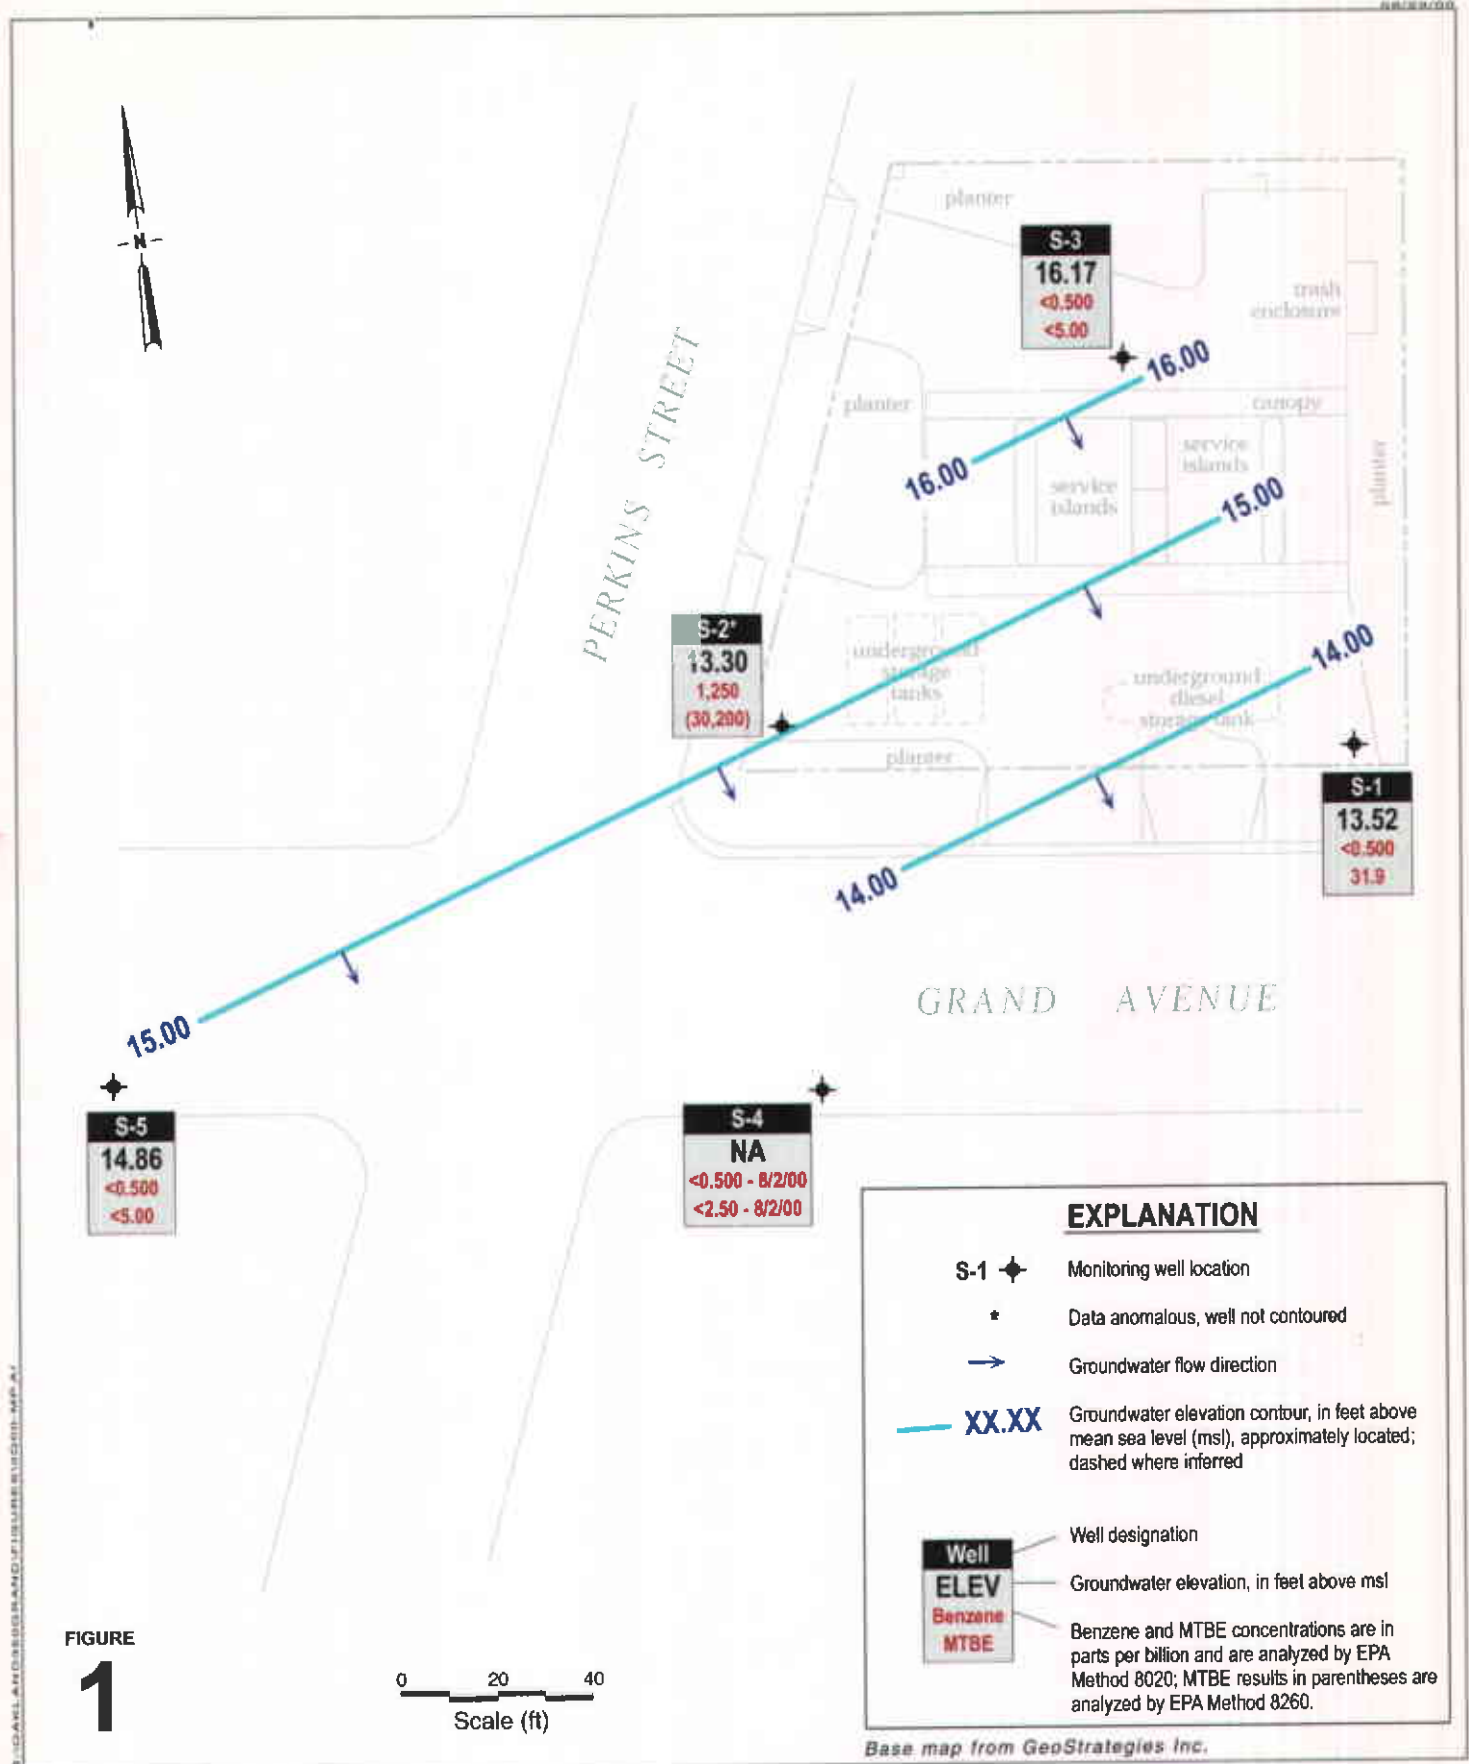 N
planter
S-3
16.17
<0.500
<5.00
trash
enclosure
16.00
planter
canopy
service
islands
16.00
service
islands
15.00
planter
PERKINS STREET
S-2*
13.30
1,250
(30,200)
underground
storage
tanks
14.00
underground
diesel
storage tank
planter
S-1
13.52
<0.500
31.9
14.00
GRAND AVENUE
15.00
S-5
14.86
<0.500
<5.00
S-4
NA
<0.500 - 8/2/00
<2.50 - 8/2/00
EXPLANATION
S-1 Monitoring well location
* Data anomalous, well not contoured
Groundwater flow direction
XX.XX Groundwater elevation contour, in feet above
mean sea level (msl), approximately located;
dashed where inferred
Well
ELEV
Benzene
MTBE
Well designation
Groundwater elevation, in feet above msl
Benzene and MTBE concentrations are in
parts per billion and are analyzed by EPA
Method 8020; MTBE results in parentheses are
analyzed by EPA Method 8260.
FIGURE
1
0 20 40
Scale (ft)
Base map from GeoStrategies Inc.